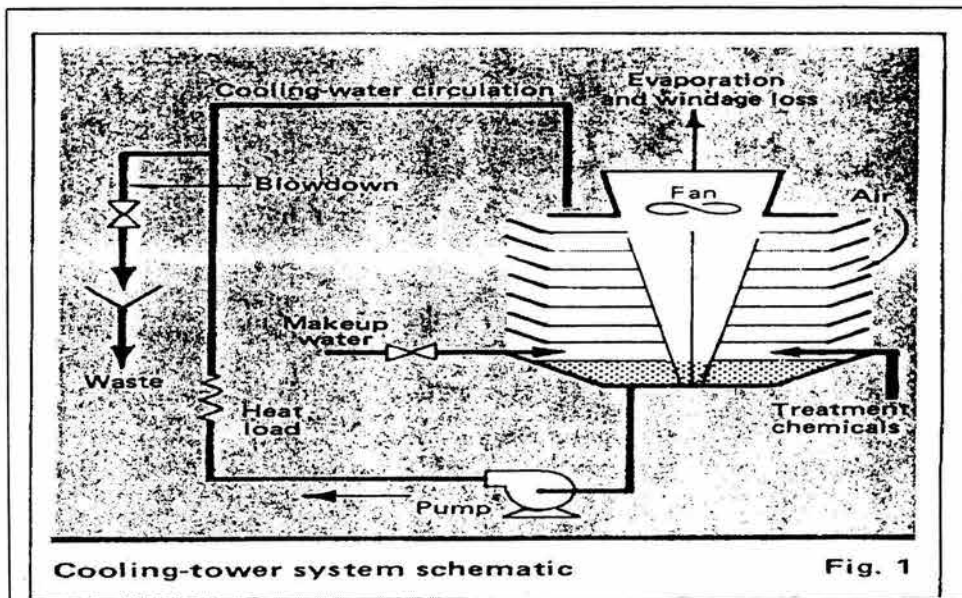 Cooling-water circulation
Evaporation
and windage loss
Blowdown
Fan
Air
Makeup
water
Waste
Heat
load
Treatment
chemicals
Pump
Cooling-tower system schematic
Fig. 1